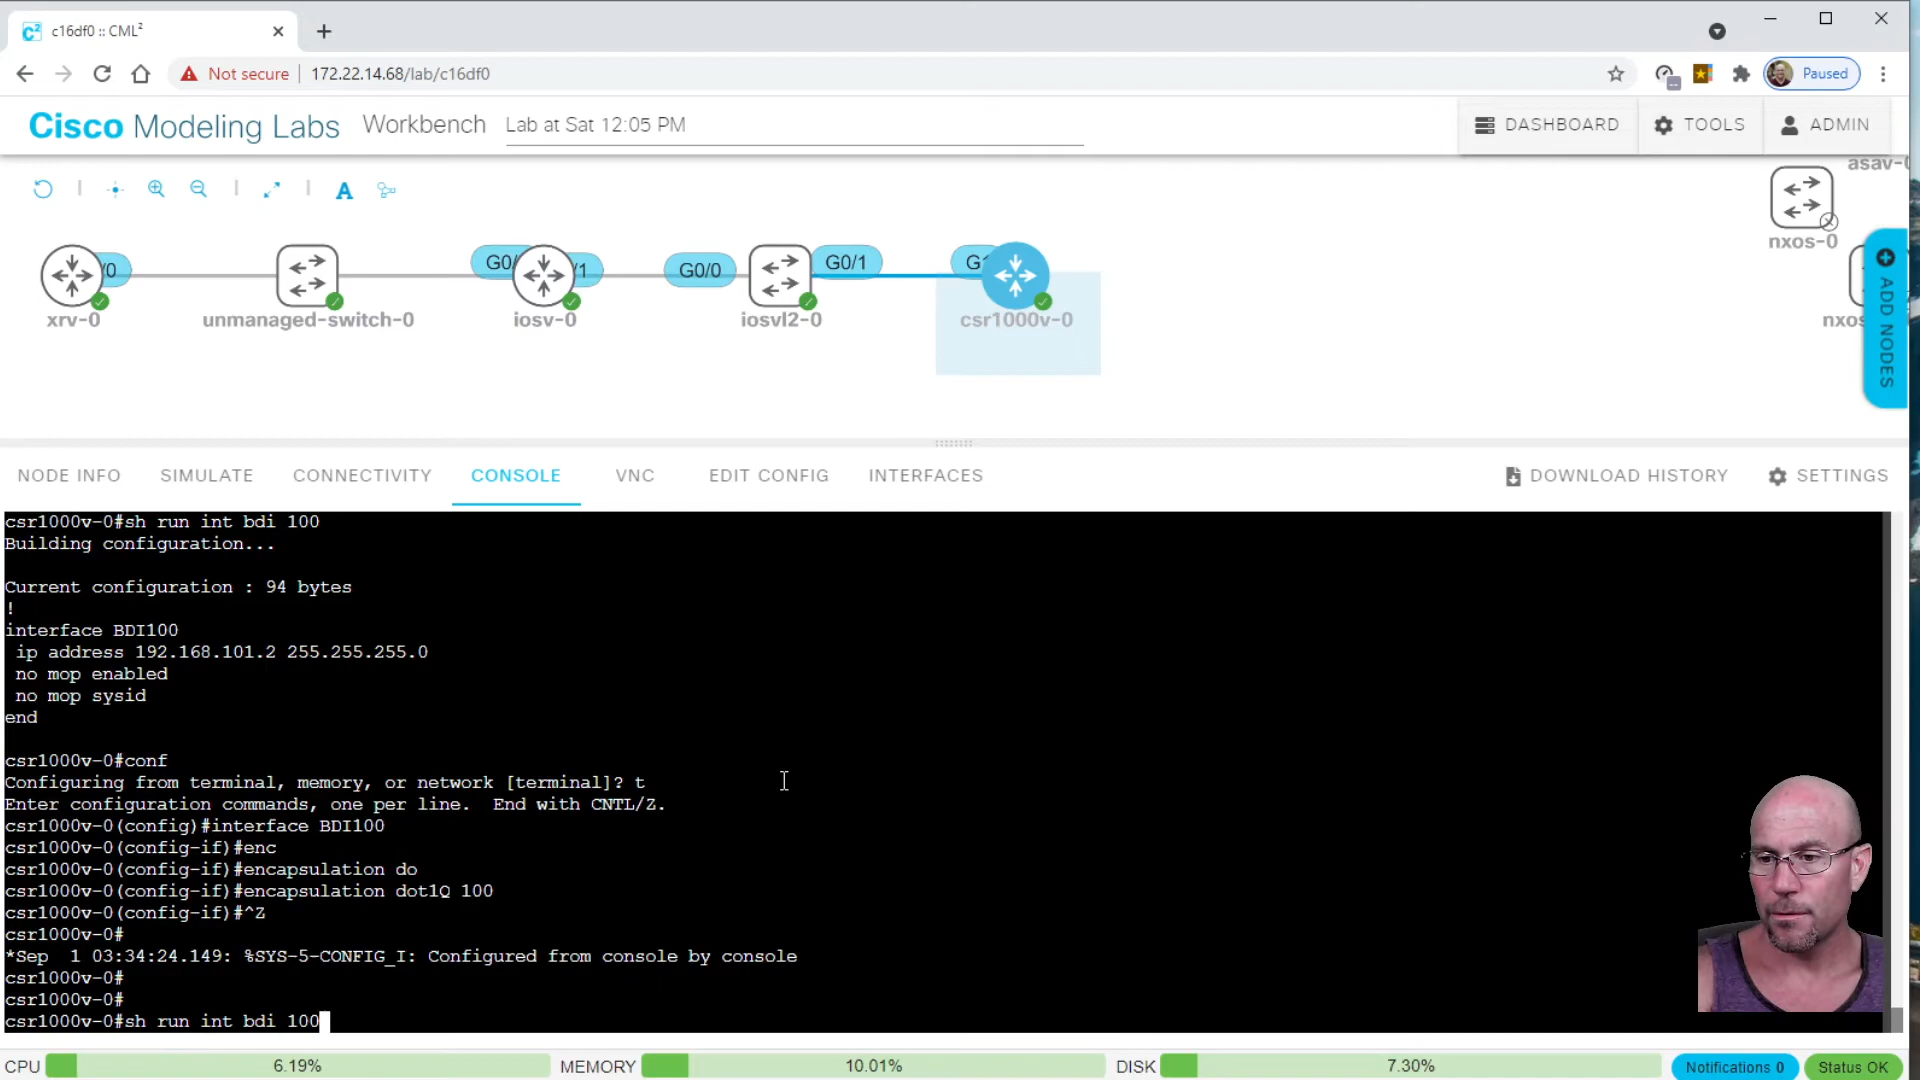 c16df0 :: CML²
Not secure
172.22.14.68/lab/c16df0
Paused
Cisco Modeling Labs
Workbench
Lab at Sat 12:05 PM
DASHBOARD
TOOLS
ADMIN
asav-0
nxos-0
A
/0
G0/
/1
G0/0
G0/1
G1
xrv-0
unmanaged-switch-0
iosv-0
iosvl2-0
csr1000v-0
nxos
ADD NODES
NODE INFO
SIMULATE
CONNECTIVITY
CONSOLE
VNC
EDIT CONFIG
INTERFACES
DOWNLOAD HISTORY
SETTINGS
csr1000v-0#sh run int bdi 100
Building configuration...
Current configuration : 94 bytes
!
interface BDI100
ip address 192.168.101.2 255.255.255.0
no mop enabled
no mop sysid
end
csr1000v-0#conf
Configuring from terminal, memory, or network [terminal]? t
Enter configuration commands, one per line.  End with CNTL/Z.
csr1000v-0(config)#interface BDI100
csr1000v-0(config-if)#enc
csr1000v-0(config-if)#encapsulation do
csr1000v-0(config-if)#encapsulation dot1Q 100
csr1000v-0(config-if)#^Z
csr1000v-0#
*Sep  1 03:34:24.149: %SYS-5-CONFIG_I: Configured from console by console
csr1000v-0#
csr1000v-0#
csr1000v-0#sh run int bdi 100
CPU
6.19%
MEMORY
10.01%
DISK
7.30%
Notifications 0
Status OK